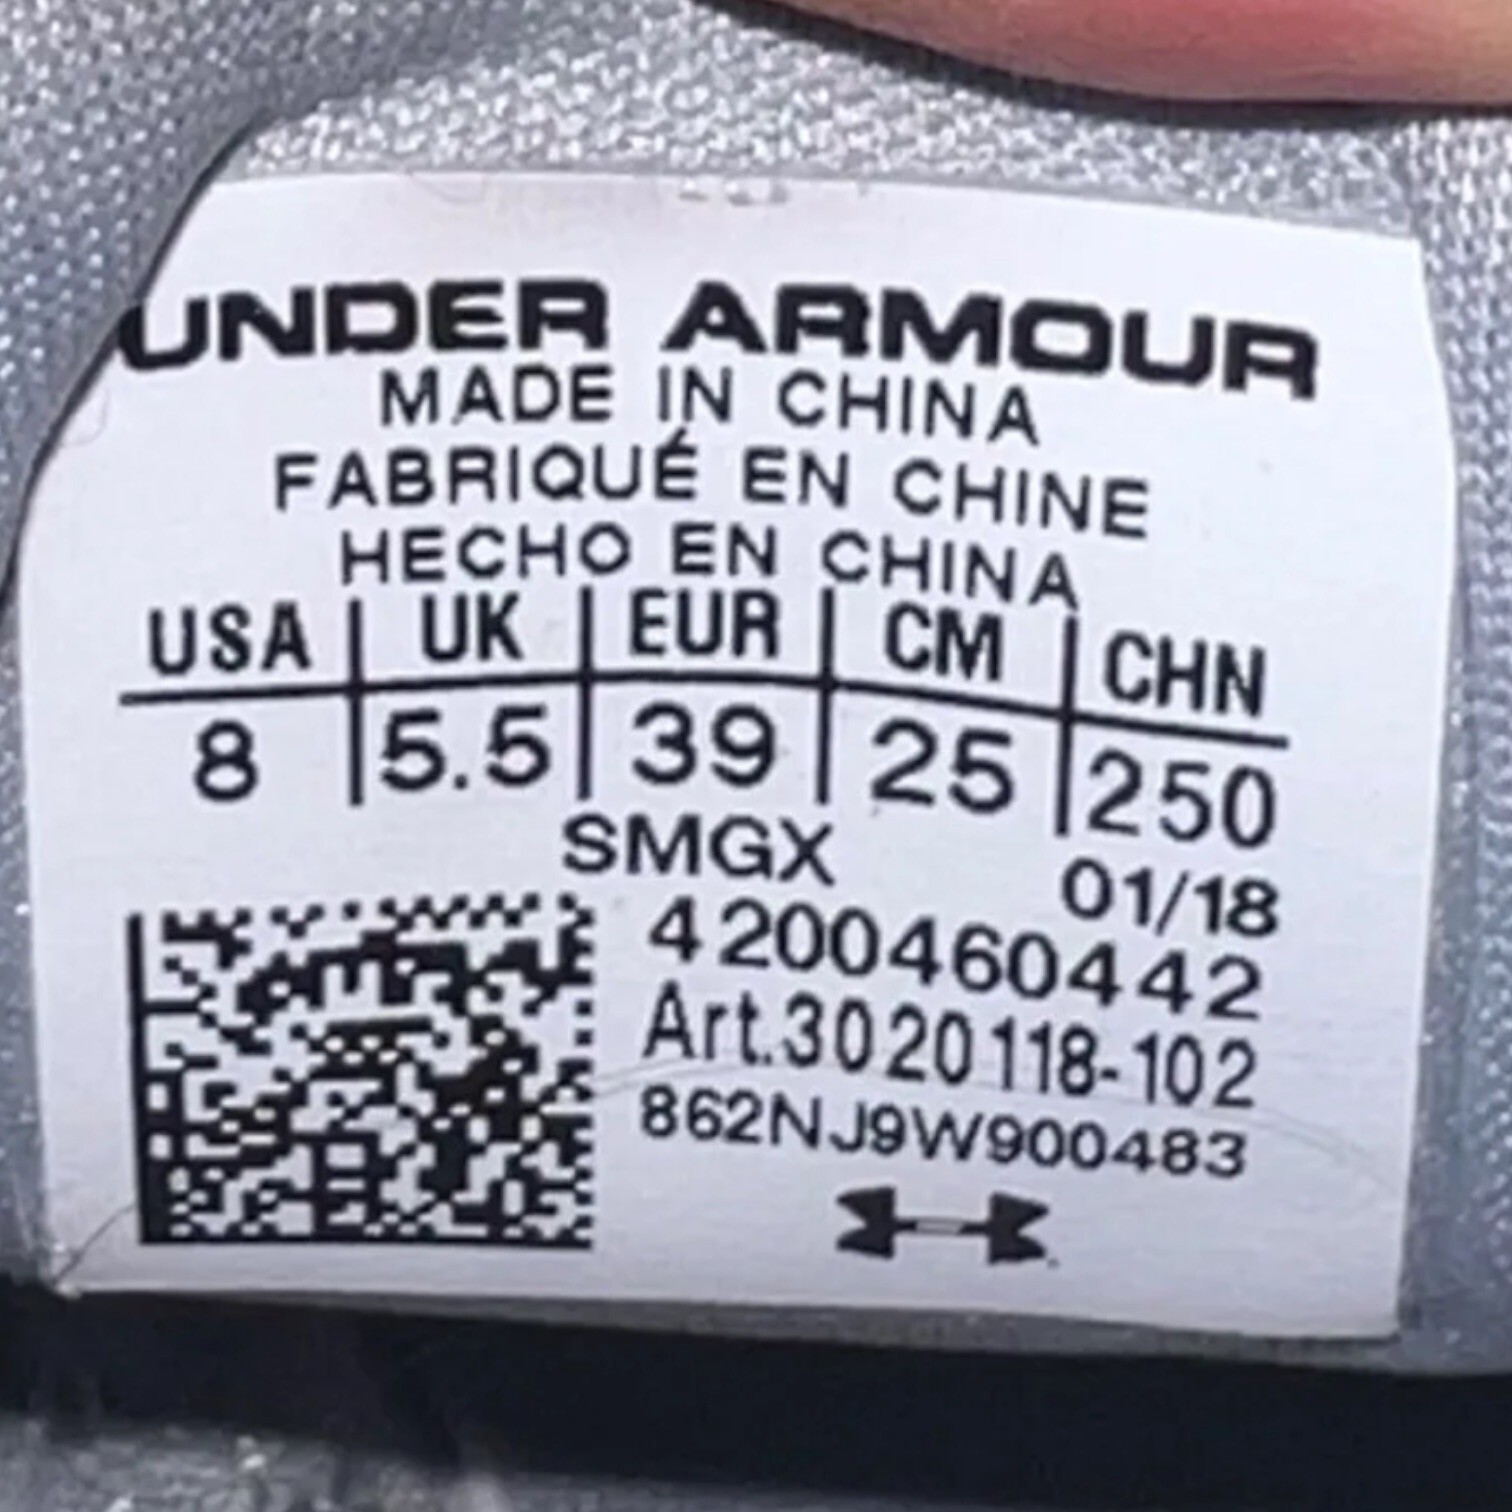 UNDER ARMOUR
MADE IN CHINA
FABRIQUÉ EN CHINE
HECHO EN CHINA
USA UK EUR CM CHN
8 5.5 39 25 250
SMGX
01/18
4200460442
Art.3020118-102
862NJ9W900483